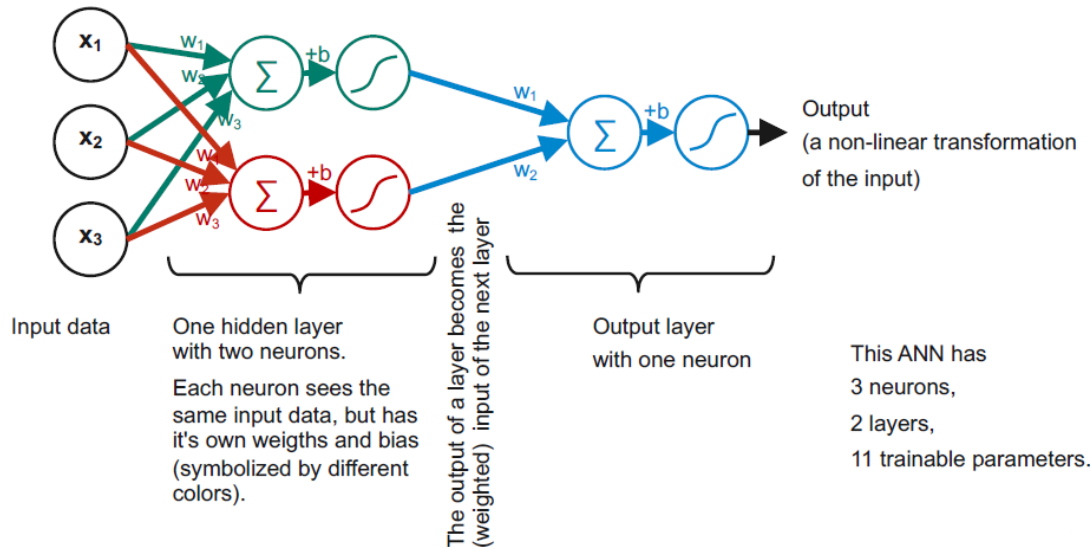 x1
x2
x3
w1
w2
w3
∑
+b
w1
w2
w3
∑
+b
w1
w2
∑
+b
Output
(a non-linear transformation
of the input)
Input data
One hidden layer
with two neurons.
Each neuron sees the
same input data, but has
it's own weigths and bias
(symbolized by different
colors).
The output of a layer becomes the
(weighted) input of the next layer
Output layer
with one neuron
This ANN has
3 neurons,
2 layers,
11 trainable parameters.